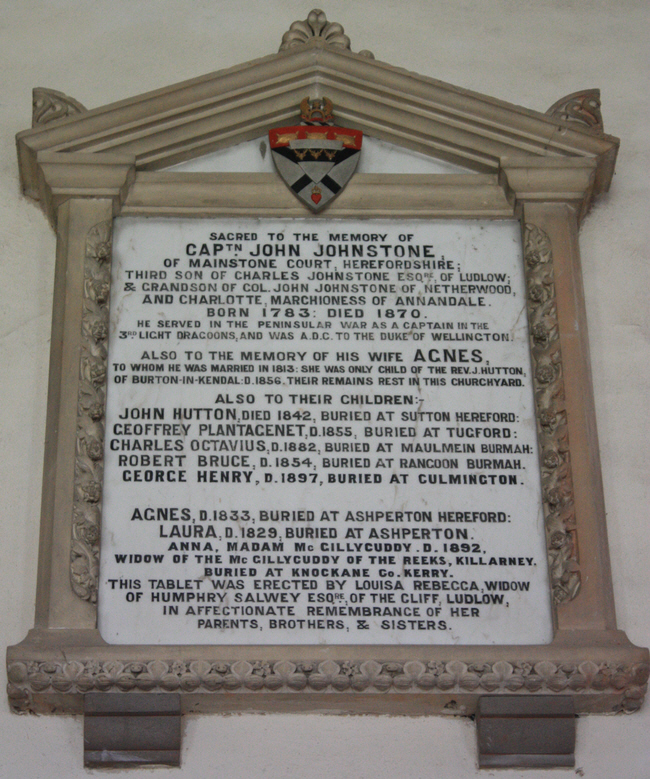 SACRED TO THE MEMORY OF
CAPTN. JOHN JOHNSTONE,
OF MAINSTONE COURT, HEREFORDSHIRE;
THIRD SON OF CHARLES JOHNSTONE ESQRE, OF LUDLOW;
& GRANDSON OF COL. JOHN JOHNSTONE OF NETHERWOOD,
AND CHARLOTTE, MARCHIONESS OF ANNANDALE.
BORN 1783: DIED 1870.
HE SERVED IN THE PENINSULAR WAR AS A CAPTAIN IN THE
3RD LIGHT DRAGOONS, AND WAS A.D.C. TO THE DUKE OF WELLINGTON.
ALSO TO THE MEMORY OF HIS WIFE AGNES,
TO WHOM HE WAS MARRIED IN 1813: SHE WAS ONLY CHILD OF THE REV. J. HUTTON,
OF BURTON-IN-KENDAL: D. 1856. THEIR REMAINS REST IN THIS CHURCHYARD.
ALSO TO THEIR CHILDREN:-
JOHN HUTTON, DIED 1842, BURIED AT SUTTON HEREFORD:
GEOFFREY PLANTAGENET, D. 1855, BURIED AT TUGFORD:
CHARLES OCTAVIUS, D. 1882, BURIED AT MAULMEIN BURMAH:
ROBERT BRUCE, D. 1854, BURIED AT RANGOON BURMAH.
GEORGE HENRY, D. 1897, BURIED AT CULMINGTON.
AGNES, D. 1833, BURIED AT ASHPERTON HEREFORD:
LAURA, D. 1829, BURIED AT ASHPERTON.
ANNA, MADAM Mc GILLYCUDDY. D. 1892,
WIDOW OF THE Mc GILLYCUDDY OF THE REEKS, KILLARNEY.
BURIED AT KNOCKANE Co. KERRY.
THIS TABLET WAS ERECTED BY LOUISA REBECCA, WIDOW
OF HUMPHRY SALWEY ESQRE, OF THE CLIFF, LUDLOW,
IN AFFECTIONATE REMEMBRANCE OF HER
PARENTS, BROTHERS, & SISTERS.